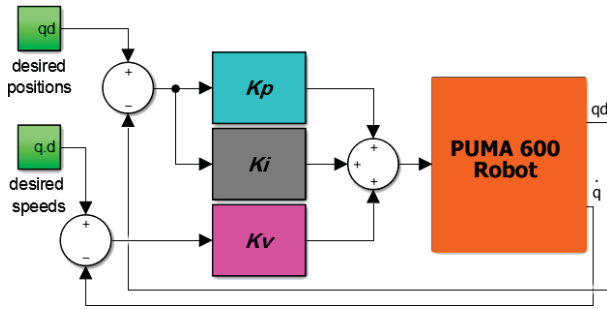 qd
desired
positions
q.d
desired
speeds
+
−
+
−
Kp
Ki
Kv
+
+
+
PUMA 600
Robot
qd
q̇